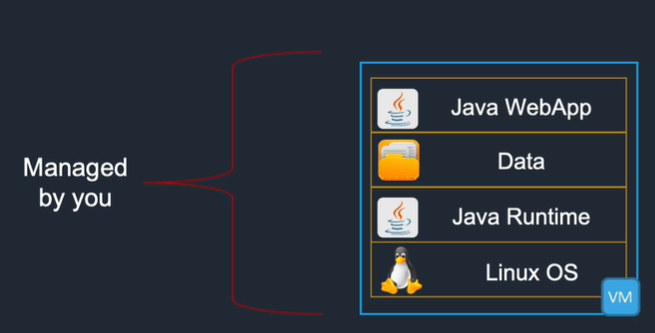 Managed
by you
Java WebApp
Data
Java Runtime
Linux OS
VM